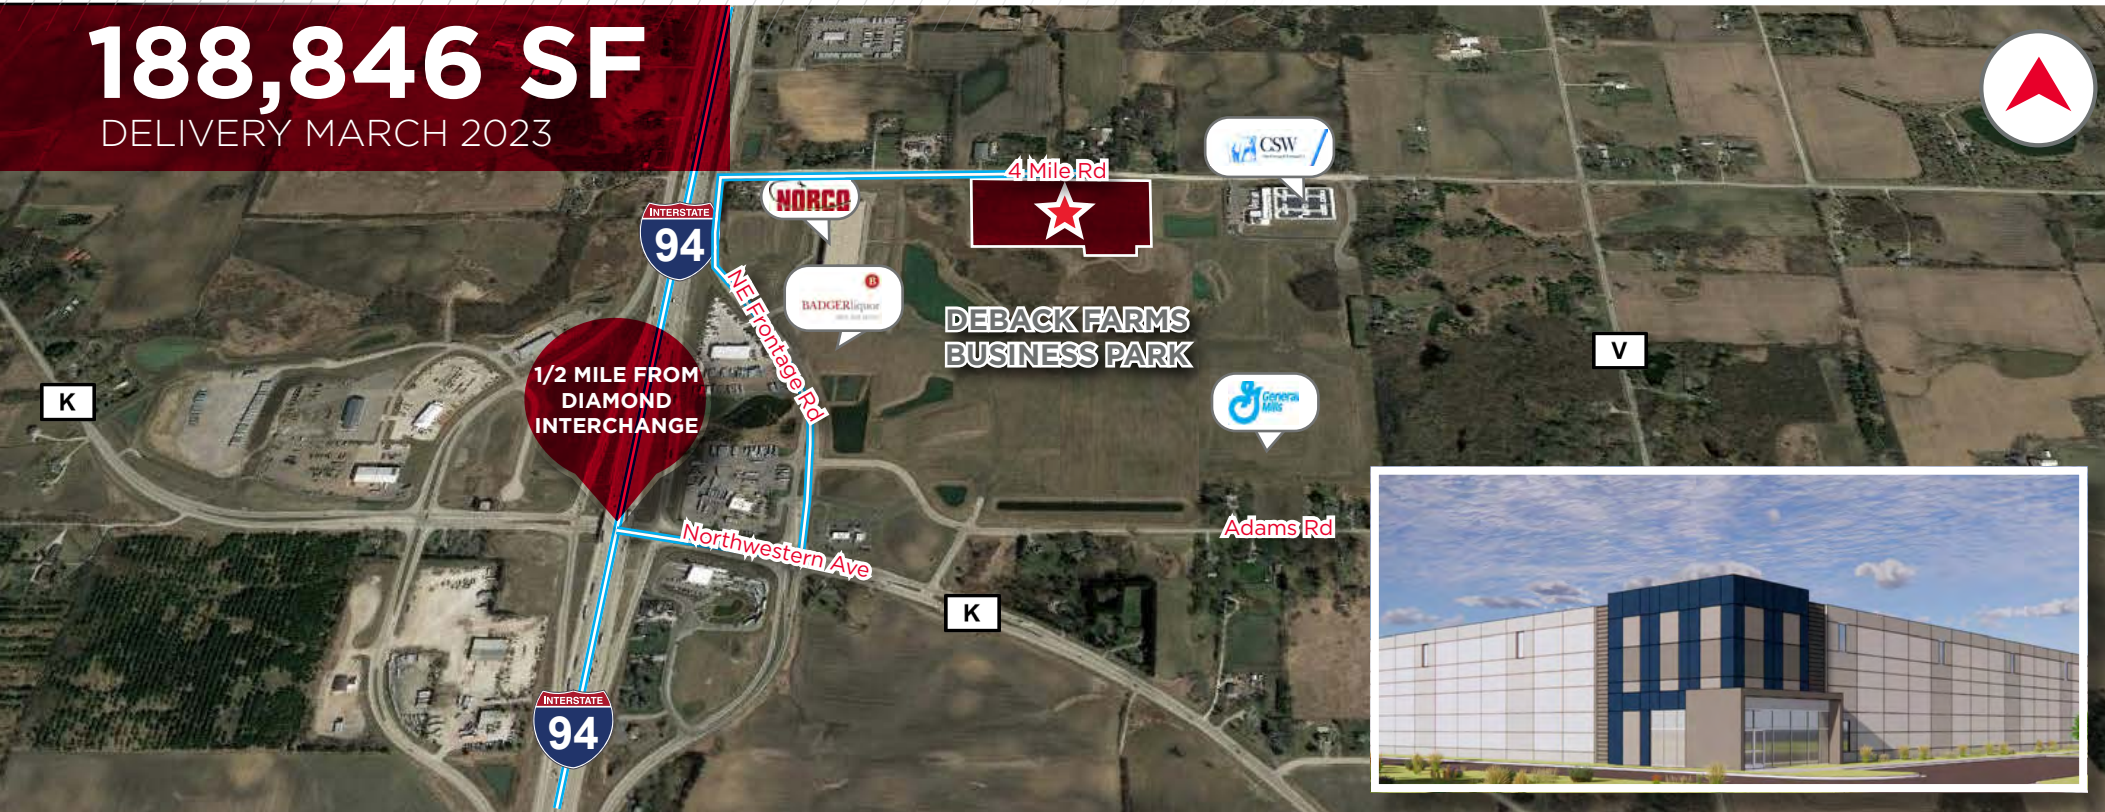 188,846 SF
DELIVERY MARCH 2023
CSW
4 Mile Rd
NORCO
INTERSTATE
94
NE Frontage Rd
B
BADGERliquor
DEBACK FARMS
BUSINESS PARK
V
1/2 MILE FROM
DIAMOND
INTERCHANGE
K
General
Mills
Northwestern Ave
Adams Rd
K
INTERSTATE
94